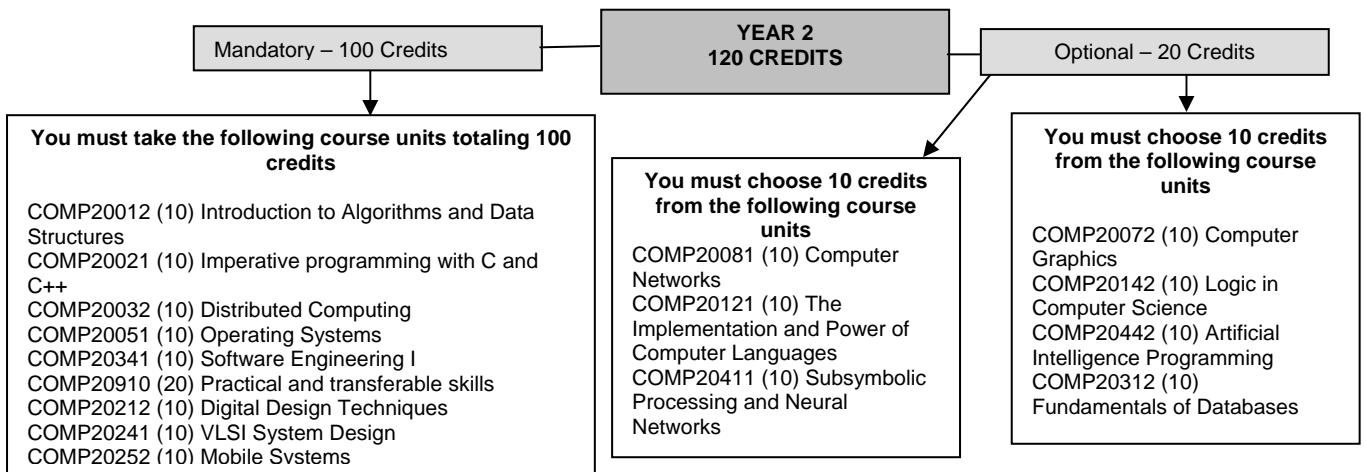 YEAR 2
120 CREDITS
Mandatory – 100 Credits
Optional – 20 Credits
You must take the following course units totaling 100
credits
COMP20012 (10) Introduction to Algorithms and Data
Structures
COMP20021 (10) Imperative programming with C and
C++
COMP20032 (10) Distributed Computing
COMP20051 (10) Operating Systems
COMP20341 (10) Software Engineering I
COMP20910 (20) Practical and transferable skills
COMP20212 (10) Digital Design Techniques
COMP20241 (10) VLSI System Design
COMP20252 (10) Mobile Systems
You must choose 10 credits
from the following course
units
COMP20081 (10) Computer
Networks
COMP20121 (10) The
Implementation and Power of
Computer Languages
COMP20411 (10) Subsymbolic
Processing and Neural
Networks
You must choose 10 credits
from the following course
units
COMP20072 (10) Computer
Graphics
COMP20142 (10) Logic in
Computer Science
COMP20442 (10) Artificial
Intelligence Programming
COMP20312 (10)
Fundamentals of Databases